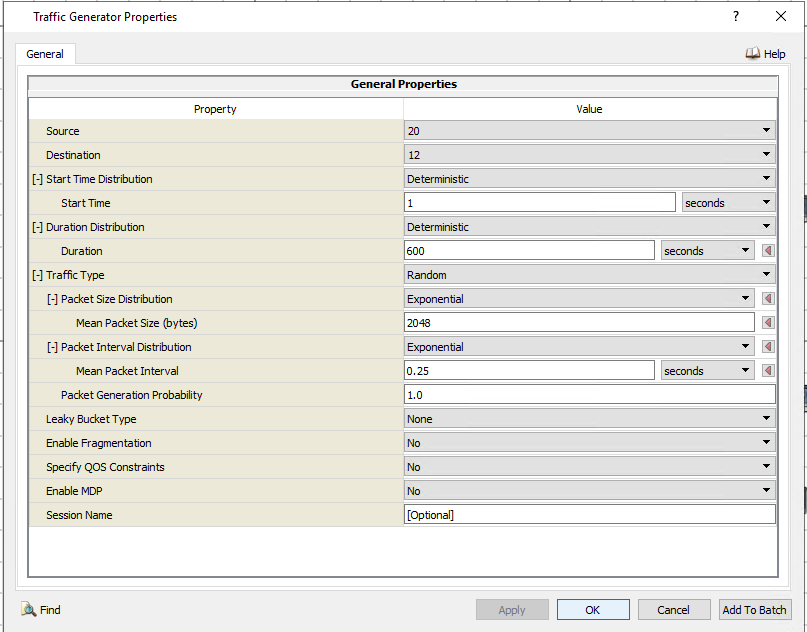 Traffic Generator Properties ? ×
General Help
General Properties
Property Value
Source 20
Destination 12
[-] Start Time Distribution Deterministic
Start Time 1 seconds
[-] Duration Distribution Deterministic
Duration 600 seconds
[-] Traffic Type Random
[-] Packet Size Distribution Exponential
Mean Packet Size (bytes) 2048
[-] Packet Interval Distribution Exponential
Mean Packet Interval 0.25 seconds
Packet Generation Probability 1.0
Leaky Bucket Type None
Enable Fragmentation No
Specify QOS Constraints No
Enable MDP No
Session Name [Optional]
Find Apply OK Cancel Add To Batch